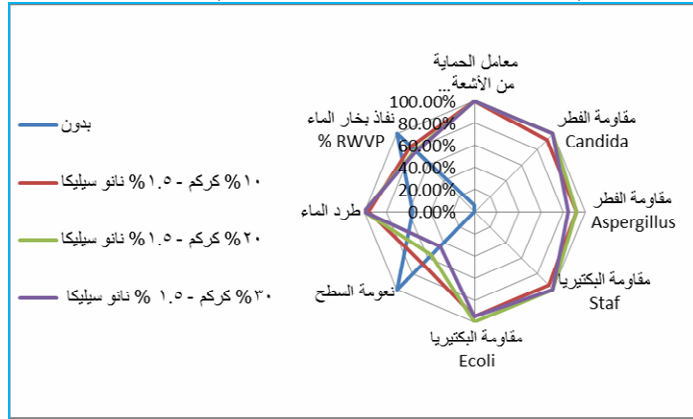 معامل الحماية
من الأشعة...
مقاومة الفطر
Candida
مقاومة الفطر
Aspergillus
مقاومة البكتيريا
Staf
مقاومة البكتيريا
Ecoli
نعومة السطح
طرد الماء
نفاذ بخار الماء
% RWVP
100.00%
80.00%
60.00%
40.00%
20.00%
0.00%
بدون
١٠% كركم - ١.٥% نانو سيليكا
٢٠% كركم - ١.٥% نانو سيليكا
٣٠% كركم - ١.٥ % نانو سيليكا